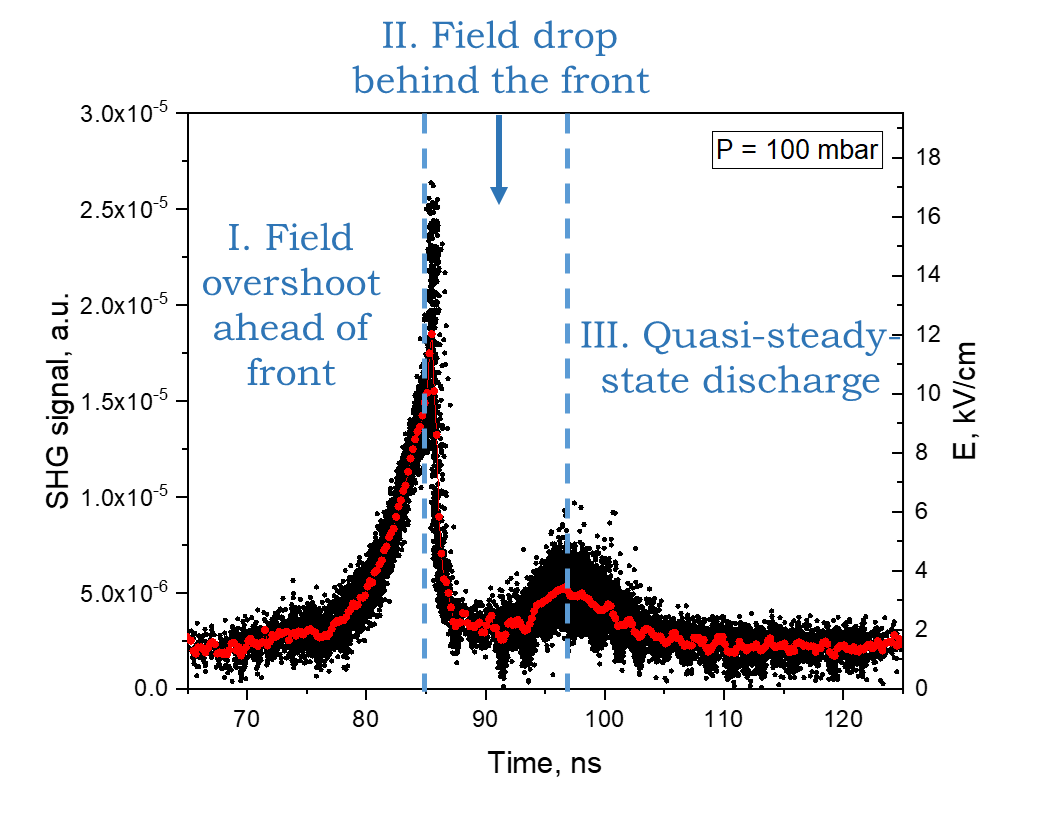 II. Field drop
behind the front
3.0x10⁻⁵
2.5x10⁻⁵
2.0x10⁻⁵
1.5x10⁻⁵
1.0x10⁻⁵
5.0x10⁻⁶
0.0
SHG signal, a.u.
I. Field
overshoot
ahead of
front
P = 100 mbar
III. Quasi-steady-
state discharge
18
16
14
12
10
8
6
4
2
0
E, kV/cm
70 80 90 100 110 120
Time, ns